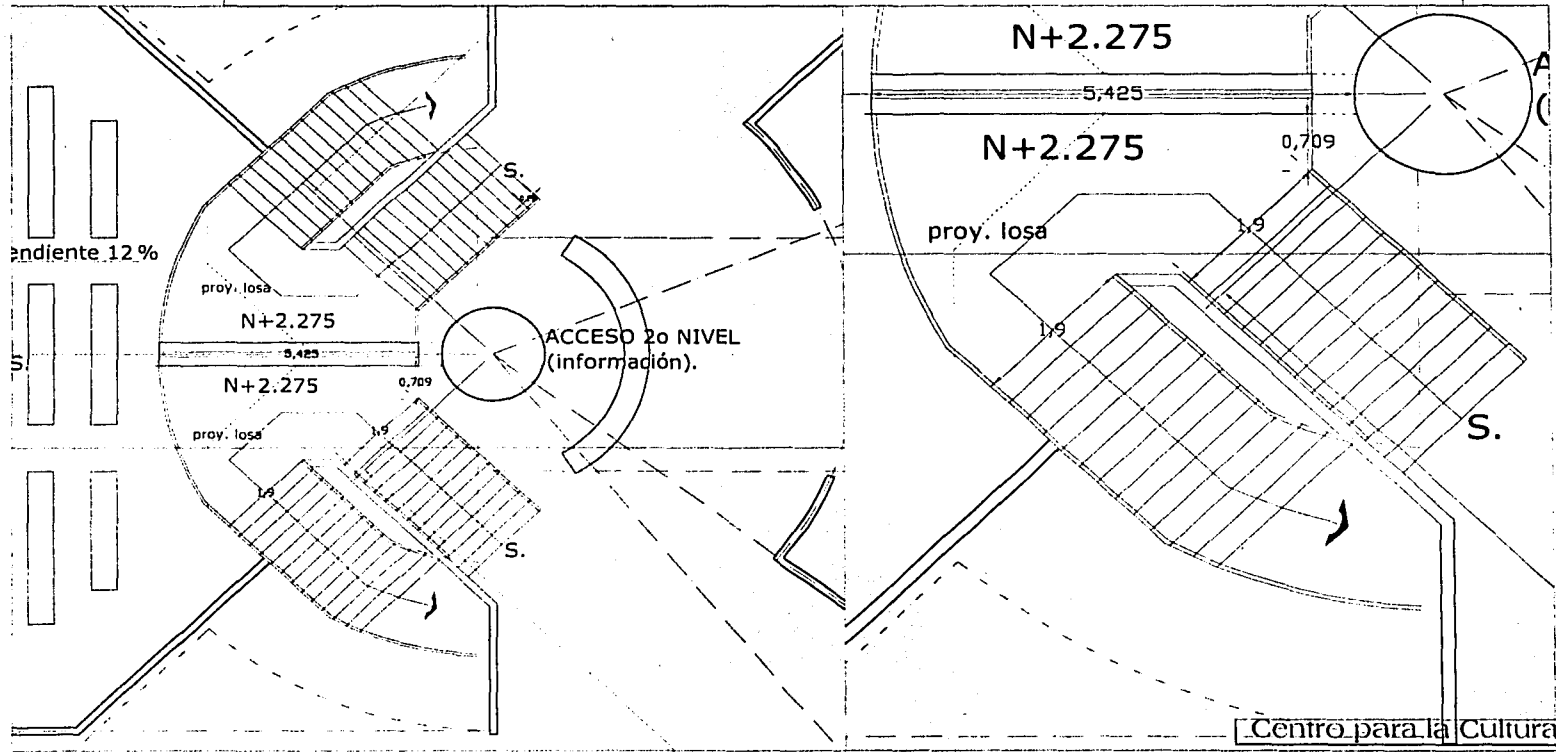 S.
endiente 12%
proy. losa
N+2.275
5,425
S.
ACCESO 2o NIVEL
(información).
N+2.275
0,709
proy. losa
1,9
1,9
S.
N+2.275
5,425
A
(
N+2.275
0,709
proy. losa
1,9
1,9
S.
Centro para la Cultura